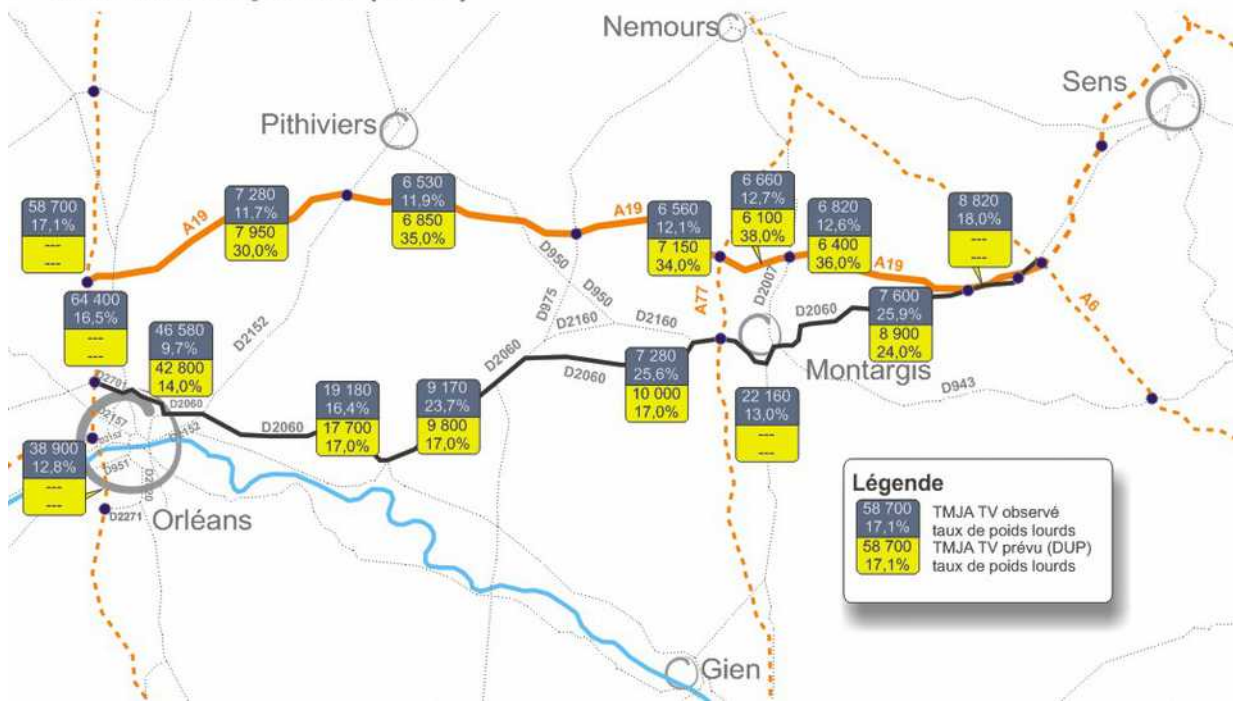 Nemours
Sens
Pithiviers
58 700
17,1%
---
---
A19
7 280
11,7%
7 950
30,0%
6 530
11,9%
6 850
35,0%
A19
6 560
12,1%
7 150
34,0%
6 660
12,7%
6 100
38,0%
6 820
12,6%
6 400
36,0%
8 820
18,0%
---
---
D950
D2007
A19
64 400
16,5%
---
---
46 580
9,7%
42 800
14,0%
D2152
D975
D950
D2160
D2160
A77
D2060
7 600
25,9%
8 900
24,0%
A6
D2701
D2060
D2157
D2152
D2152
D951
D2060
19 180
16,4%
17 700
17,0%
9 170
23,7%
9 800
17,0%
D2060
D2060
7 280
25,6%
10 000
17,0%
Montargis
D943
22 160
13,0%
---
---
38 900
12,8%
---
---
D2271
Orléans
Gien
Légende
58 700
17,1%
TMJA TV observé
taux de poids lourds
58 700
17,1%
TMJA TV prévu (DUP)
taux de poids lourds